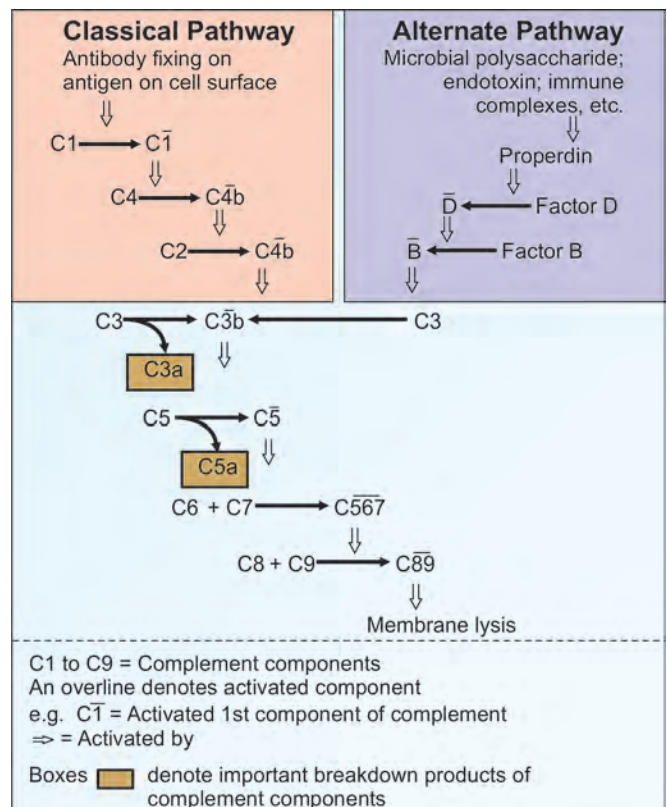 Classical Pathway
Antibody fixing on
antigen on cell surface
⇓
C1 → C1̅
⇓
C4 → C4̅b
⇓
C2 → C4̅b
⇓
Alternate Pathway
Microbial polysaccharide;
endotoxin; immune
complexes, etc.
⇓
Properdin
⇓
D̅ ← Factor D
⇓
B̅ ← Factor B
⇓
C3 → C3̅b ← C3
⇓
C3a
C5 → C5̅
⇓
C5a
C6 + C7 → C5̅6̅7̅
⇓
C8 + C9 → C8̅9̅
⇓
Membrane lysis
C1 to C9 = Complement components
An overline denotes activated component
e.g. C1̅ = Activated 1st component of complement
⇒ = Activated by
Boxes denote important breakdown products of
complement components